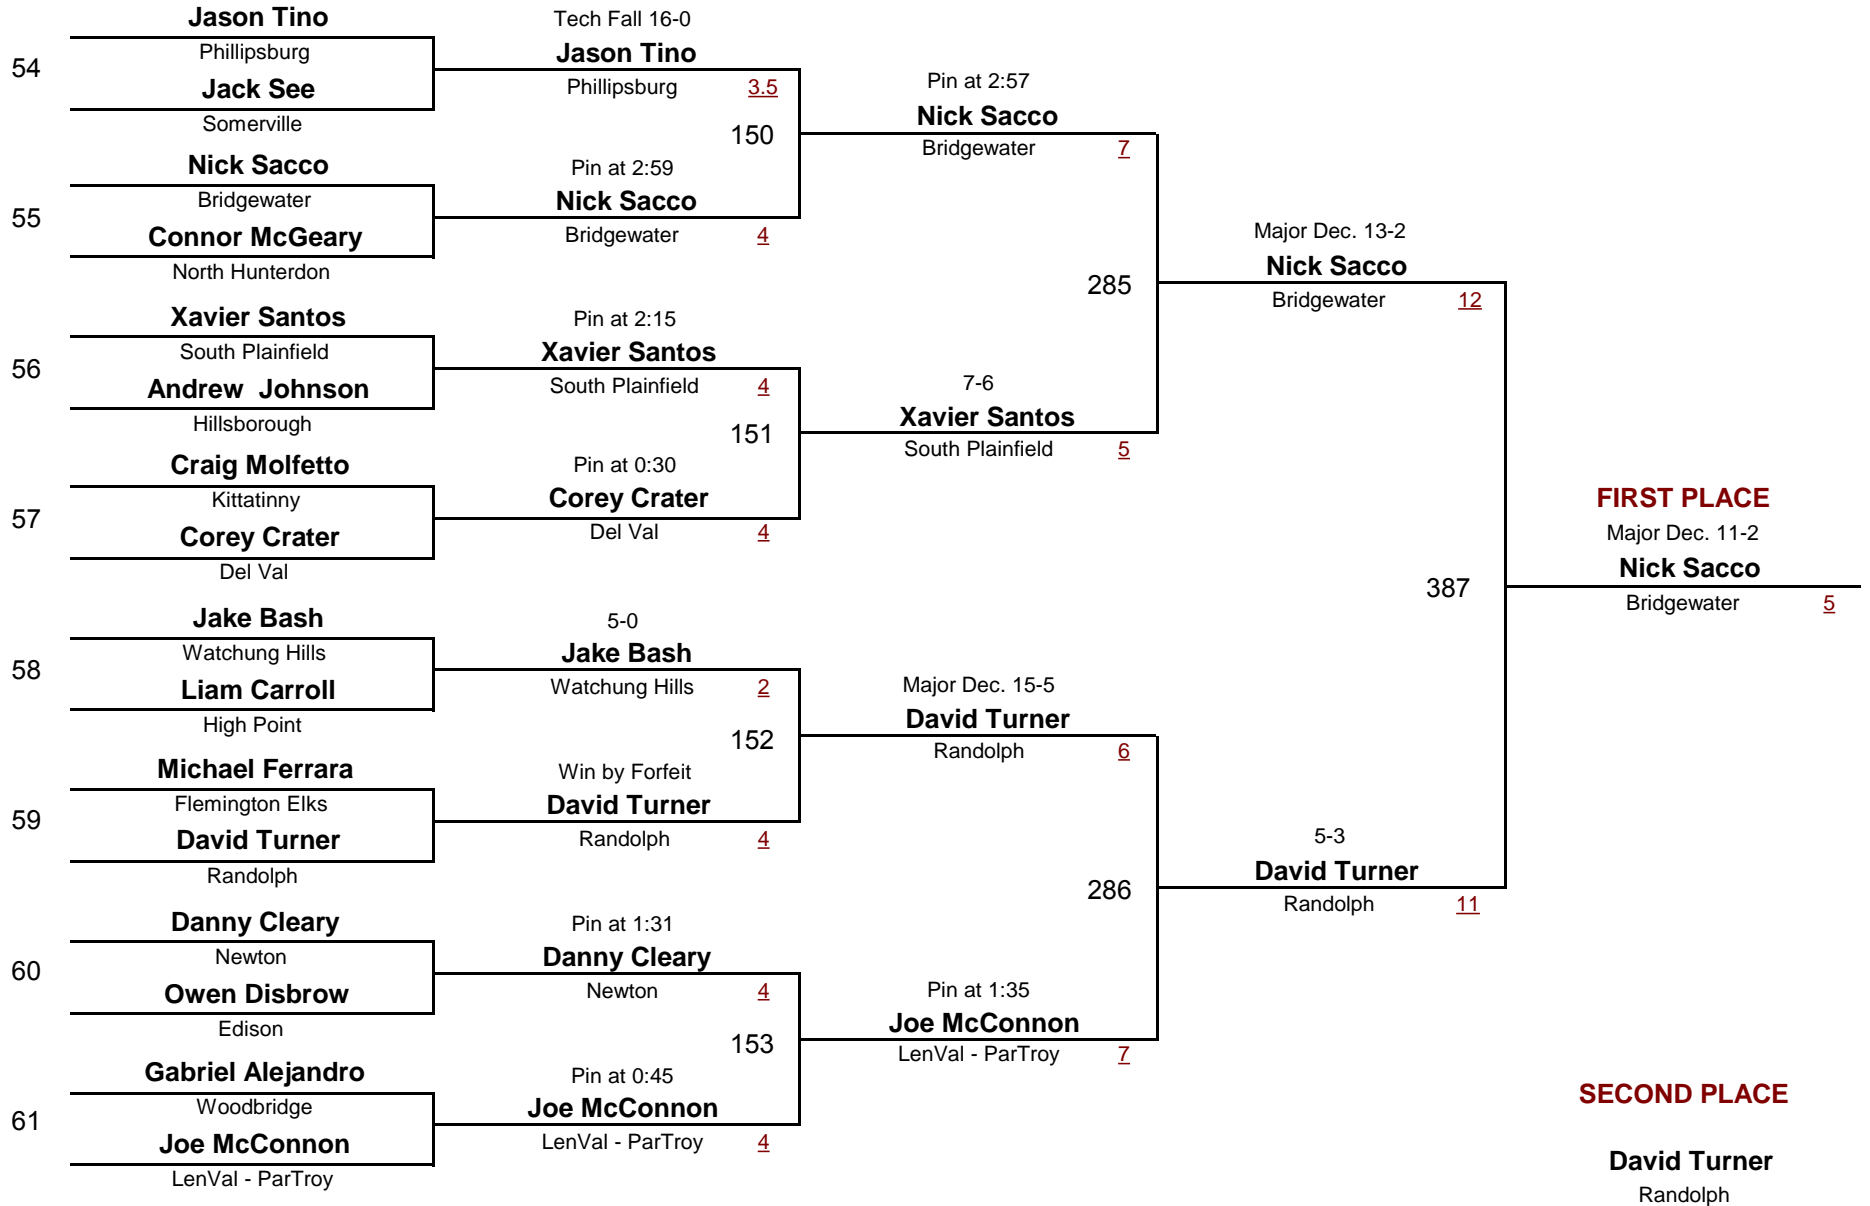 Jason Tino
Phillipsburg
54
Jack See
Somerville
Nick Sacco
Bridgewater
55
Connor McGeary
North Hunterdon
Xavier Santos
South Plainfield
56
Andrew  Johnson
Hillsborough
Craig Molfetto
Kittatinny
57
Corey Crater
Del Val
Jake Bash
Watchung Hills
58
Liam Carroll
High Point
Michael Ferrara
Flemington Elks
59
David Turner
Randolph
Danny Cleary
Newton
60
Owen Disbrow
Edison
Gabriel Alejandro
Woodbridge
61
Joe McConnon
LenVal - ParTroy
Tech Fall 16-0
Jason Tino
Phillipsburg 3.5
150
Pin at 2:59
Nick Sacco
Bridgewater 4
Pin at 2:15
Xavier Santos
South Plainfield 4
151
Pin at 0:30
Corey Crater
Del Val 4
5-0
Jake Bash
Watchung Hills 2
152
Win by Forfeit
David Turner
Randolph 4
Pin at 1:31
Danny Cleary
Newton 4
153
Pin at 0:45
Joe McConnon
LenVal - ParTroy 4
Pin at 2:57
Nick Sacco
Bridgewater 7
285
7-6
Xavier Santos
South Plainfield 5
Major Dec. 15-5
David Turner
Randolph 6
286
Pin at 1:35
Joe McConnon
LenVal - ParTroy 7
Major Dec. 13-2
Nick Sacco
Bridgewater 12
387
5-3
David Turner
Randolph 11
FIRST PLACE
Major Dec. 11-2
Nick Sacco
Bridgewater 5
SECOND PLACE
David Turner
Randolph